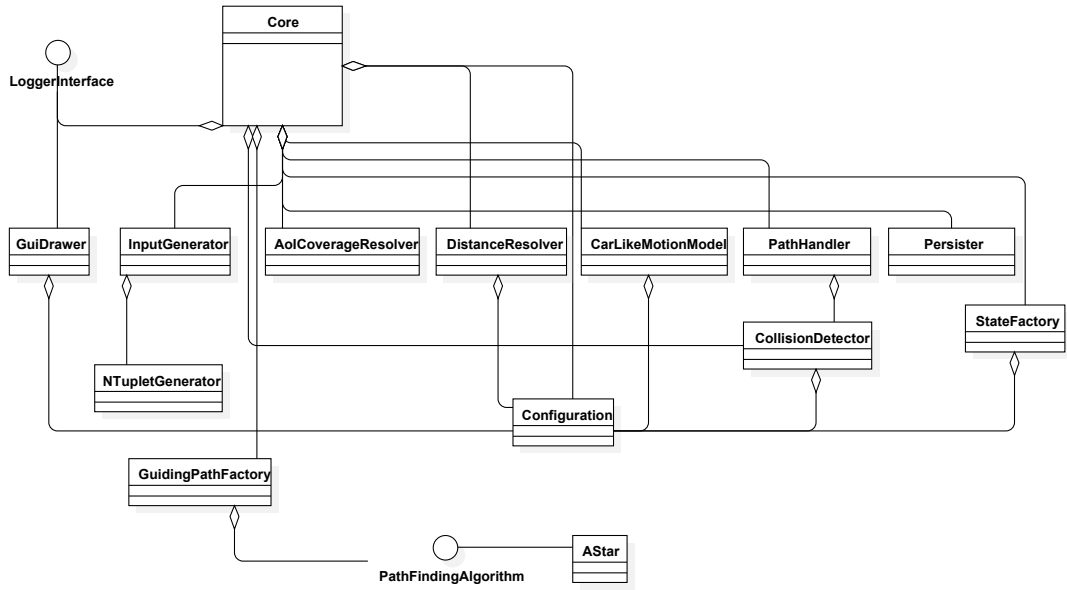 Core
LoggerInterface
GuiDrawer
InputGenerator
AoICoverageResolver
DistanceResolver
CarLikeMotionModel
PathHandler
Persister
StateFactory
CollisionDetector
NTupletGenerator
Configuration
GuidingPathFactory
AStar
PathFindingAlgorithm